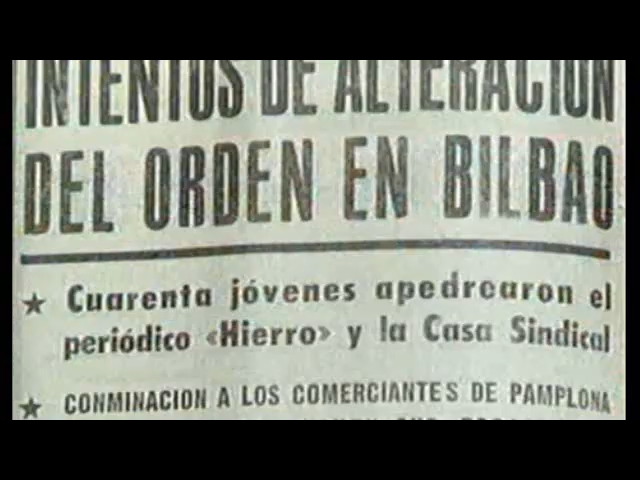 INTENTOS DE ALTERACION
DEL ORDEN EN BILBAO
★ Cuarenta jóvenes apedrearon el
periódico «Hierro» y la Casa Sindical
★ CONMINACION A LOS COMERCIANTES DE PAMPLONA